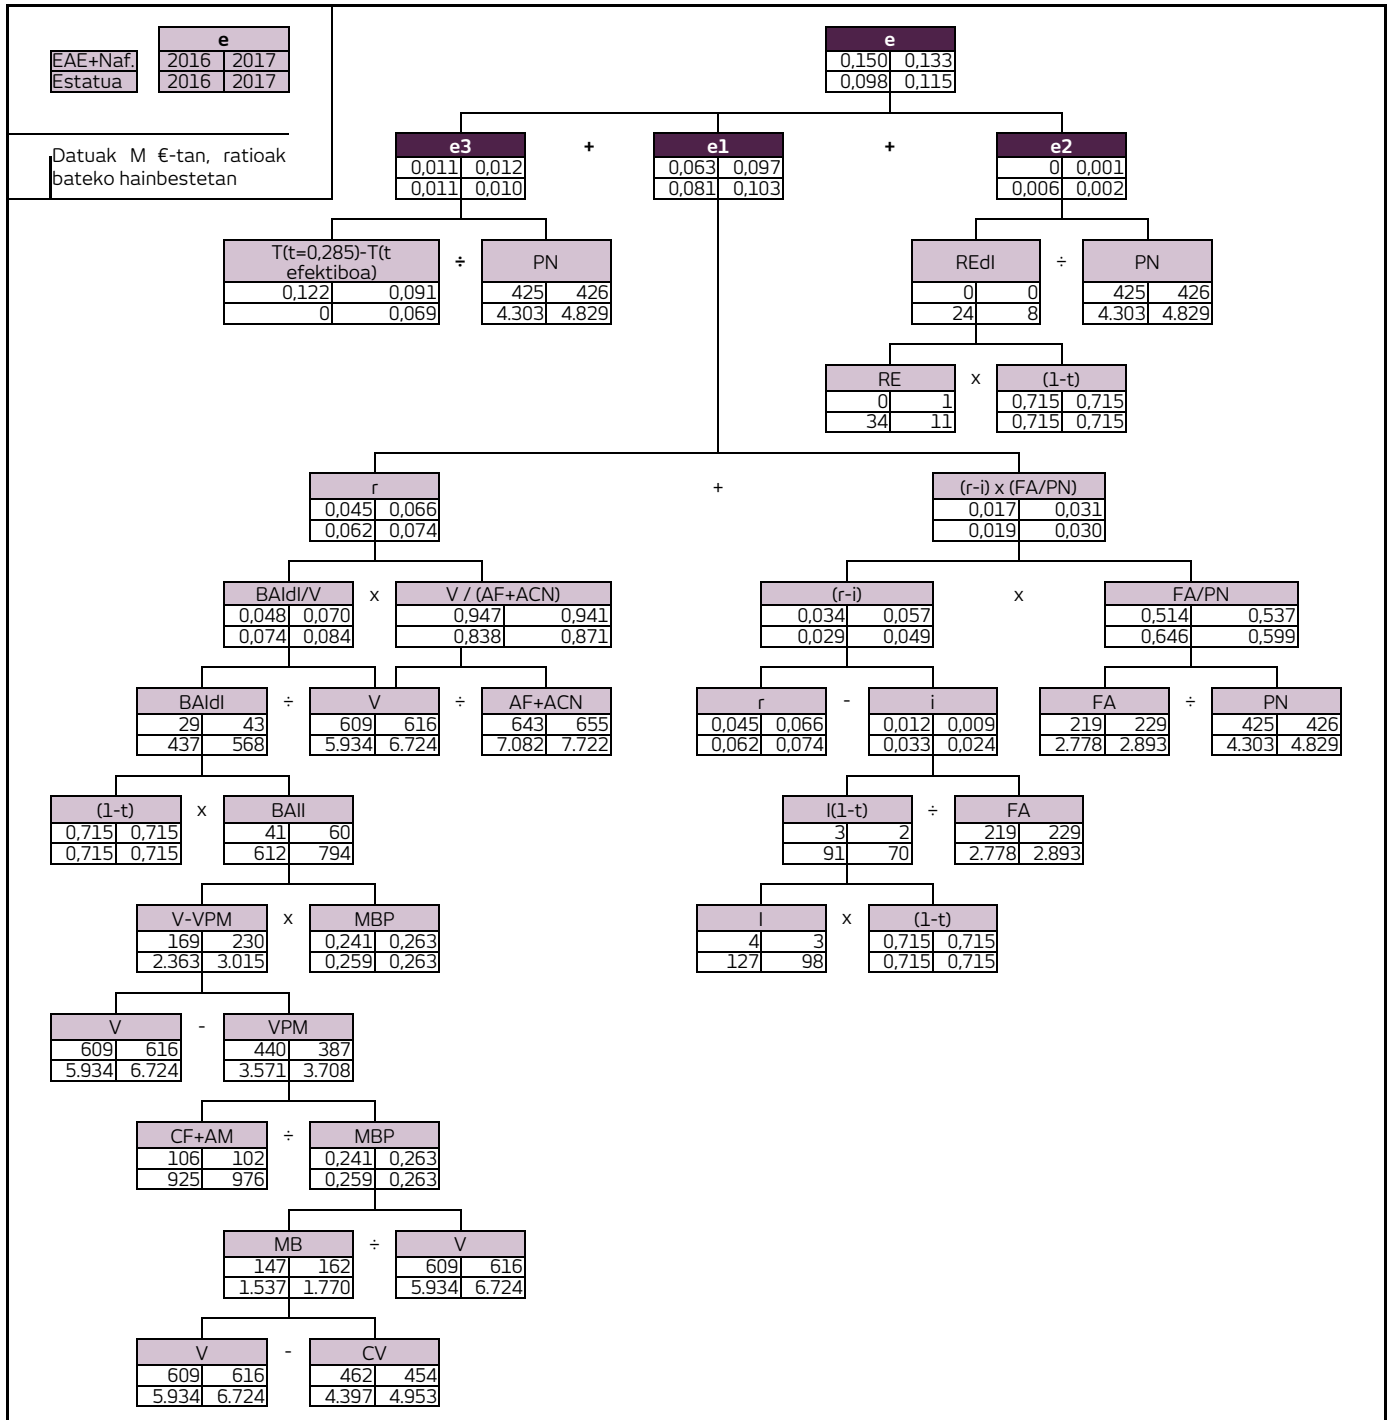 e
EAE+Naf. 2016 2017
Estatua 2016 2017
Datuak M €-tan, ratioak
bateko hainbestetan
e
0,150 0,133
0,098 0,115
e3 + e1 + e2
0,011 0,012 0,063 0,097 0 0,001
0,011 0,010 0,081 0,103 0,006 0,002
T(t=0,285)-T(t
efektiboa) ÷ PN REdI ÷ PN
0,122 0,091 425 426 0 0 425 426
0 0,069 4.303 4.829 24 8 4.303 4.829
RE x (1-t)
0 1 0,715 0,715
34 11 0,715 0,715
r + (r-i) x (FA/PN)
0,045 0,066 0,017 0,031
0,062 0,074 0,019 0,030
BAIdI/V x V / (AF+ACN) (r-i) x FA/PN
0,048 0,070 0,947 0,941 0,034 0,057 0,514 0,537
0,074 0,084 0,838 0,871 0,029 0,049 0,646 0,599
BAIdI ÷ V ÷ AF+ACN r - i FA ÷ PN
29 43 609 616 643 655 0,045 0,066 0,012 0,009 219 229 425 426
437 568 5.934 6.724 7.082 7.722 0,062 0,074 0,033 0,024 2.778 2.893 4.303 4.829
(1-t) x BAII I(1-t) ÷ FA
0,715 0,715 41 60 3 2 219 229
0,715 0,715 612 794 91 70 2.778 2.893
V-VPM x MBP I x (1-t)
169 230 0,241 0,263 4 3 0,715 0,715
2.363 3.015 0,259 0,263 127 98 0,715 0,715
V - VPM
609 616 440 387
5.934 6.724 3.571 3.708
CF+AM ÷ MBP
106 102 0,241 0,263
925 976 0,259 0,263
MB ÷ V
147 162 609 616
1.537 1.770 5.934 6.724
V - CV
609 616 462 454
5.934 6.724 4.397 4.953